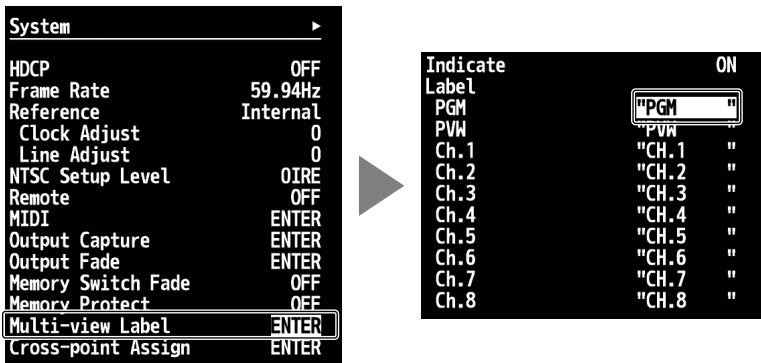 System ►
HDCP OFF
Frame Rate 59.94Hz
Reference Internal
Clock Adjust 0
Line Adjust 0
NTSC Setup Level 0IRE
Remote OFF
MIDI ENTER
Output Capture ENTER
Output Fade ENTER
Memory Switch Fade OFF
Memory Protect OFF
Multi-view Label ENTER
Cross-point Assign ENTER
Indicate ON
Label
PGM "PGM "
PVW "PVW "
Ch.1 "CH.1 "
Ch.2 "CH.2 "
Ch.3 "CH.3 "
Ch.4 "CH.4 "
Ch.5 "CH.5 "
Ch.6 "CH.6 "
Ch.7 "CH.7 "
Ch.8 "CH.8 "